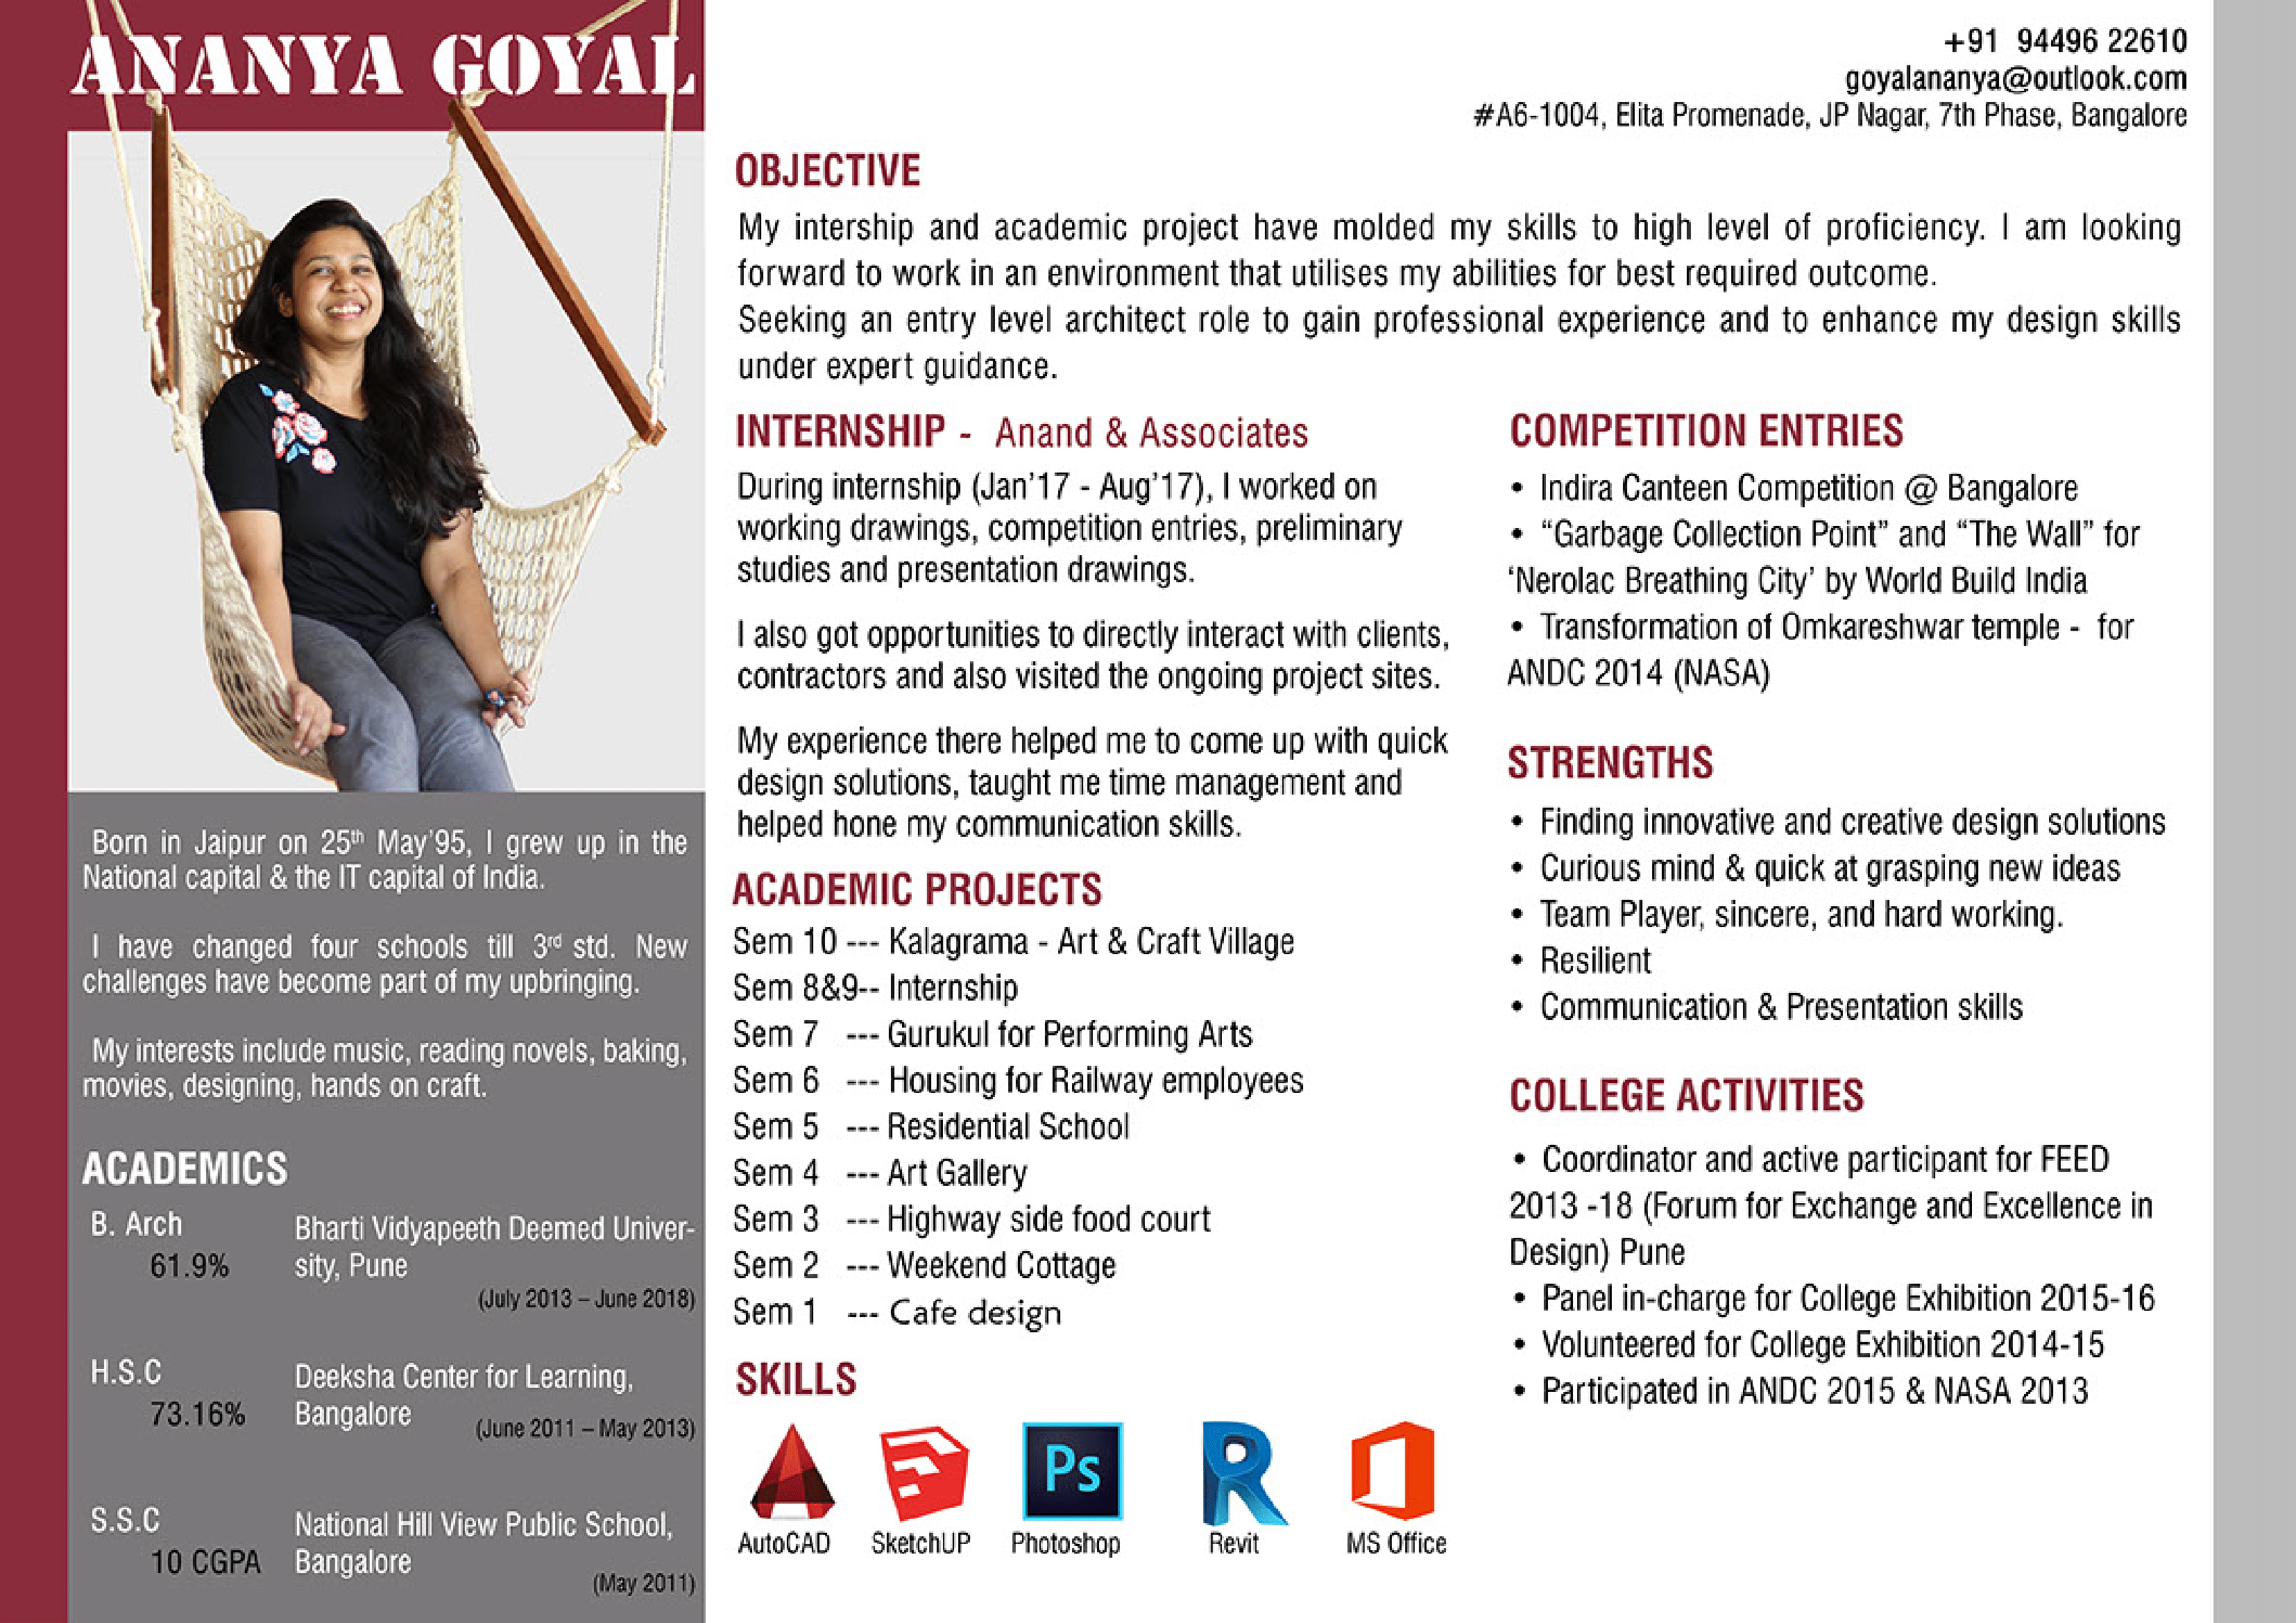 ANANYA GOYAL
+91 94496 22610
goyalananya@outlook.com
#A6-1004, Elita Promenade, JP Nagar, 7th Phase, Bangalore
Born in Jaipur on 25th May'95, I grew up in the
National capital & the IT capital of India.
I have changed four schools till 3rd std. New
challenges have become part of my upbringing.
My interests include music, reading novels, baking,
movies, designing, hands on craft.
ACADEMICS
B. Arch
61.9%
Bharti Vidyapeeth Deemed Univer-
sity, Pune
(July 2013 – June 2018)
H.S.C
73.16%
Deeksha Center for Learning,
Bangalore
(June 2011 – May 2013)
S.S.C
10 CGPA
National Hill View Public School,
Bangalore
(May 2011)
OBJECTIVE
My intership and academic project have molded my skills to high level of proficiency. I am looking
forward to work in an environment that utilises my abilities for best required outcome.
Seeking an entry level architect role to gain professional experience and to enhance my design skills
under expert guidance.
INTERNSHIP - Anand & Associates
During internship (Jan'17 - Aug'17), I worked on
working drawings, competition entries, preliminary
studies and presentation drawings.
I also got opportunities to directly interact with clients,
contractors and also visited the ongoing project sites.
My experience there helped me to come up with quick
design solutions, taught me time management and
helped hone my communication skills.
ACADEMIC PROJECTS
Sem 10 --- Kalagrama - Art & Craft Village
Sem 8&9-- Internship
Sem 7 --- Gurukul for Performing Arts
Sem 6 --- Housing for Railway employees
Sem 5 --- Residential School
Sem 4 --- Art Gallery
Sem 3 --- Highway side food court
Sem 2 --- Weekend Cottage
Sem 1 --- Cafe design
SKILLS
Ps
AutoCAD SketchUP Photoshop Revit MS Office
COMPETITION ENTRIES
• Indira Canteen Competition @ Bangalore
• “Garbage Collection Point” and “The Wall” for
‘Nerolac Breathing City’ by World Build India
• Transformation of Omkareshwar temple - for
ANDC 2014 (NASA)
STRENGTHS
• Finding innovative and creative design solutions
• Curious mind & quick at grasping new ideas
• Team Player, sincere, and hard working.
• Resilient
• Communication & Presentation skills
COLLEGE ACTIVITIES
• Coordinator and active participant for FEED
2013 -18 (Forum for Exchange and Excellence in
Design) Pune
• Panel in-charge for College Exhibition 2015-16
• Volunteered for College Exhibition 2014-15
• Participated in ANDC 2015 & NASA 2013